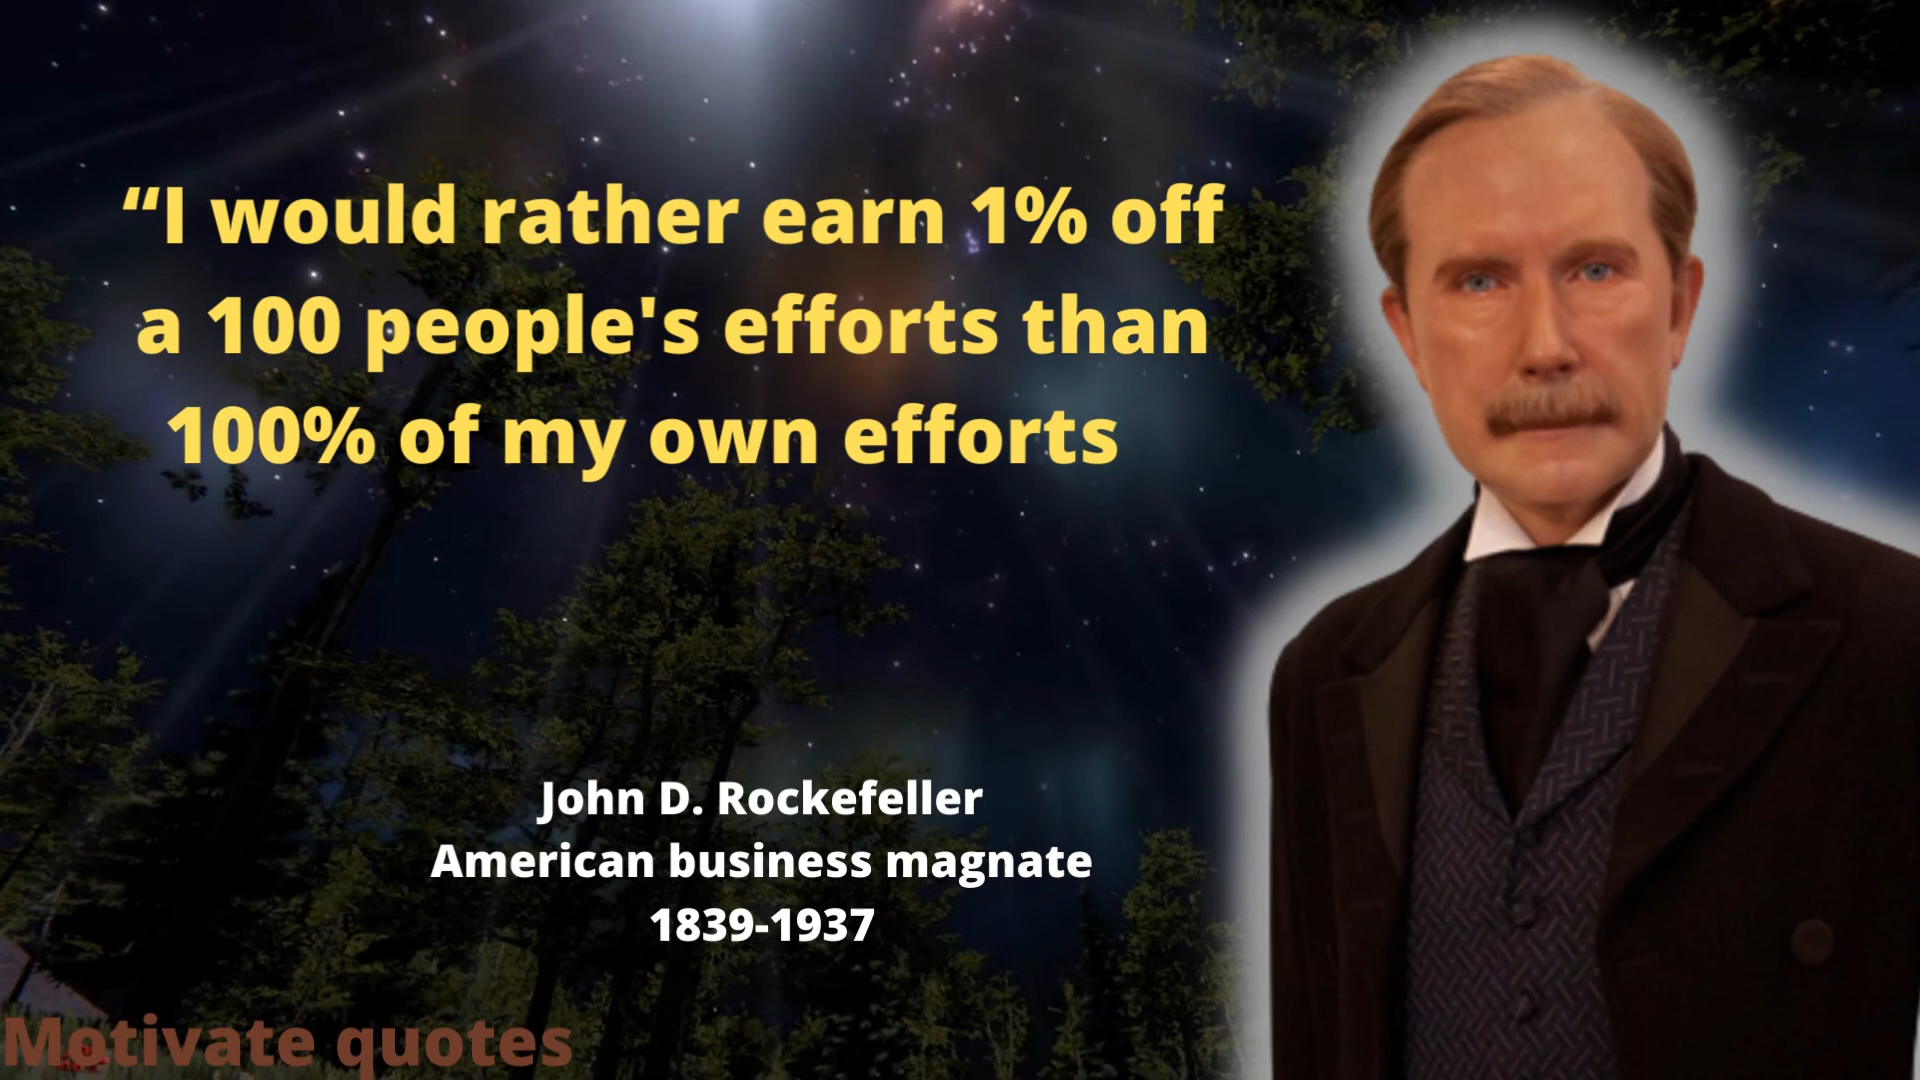 “I would rather earn 1% off
a 100 people's efforts than
100% of my own efforts
John D. Rockefeller
American business magnate
1839-1937
Motivate quotes